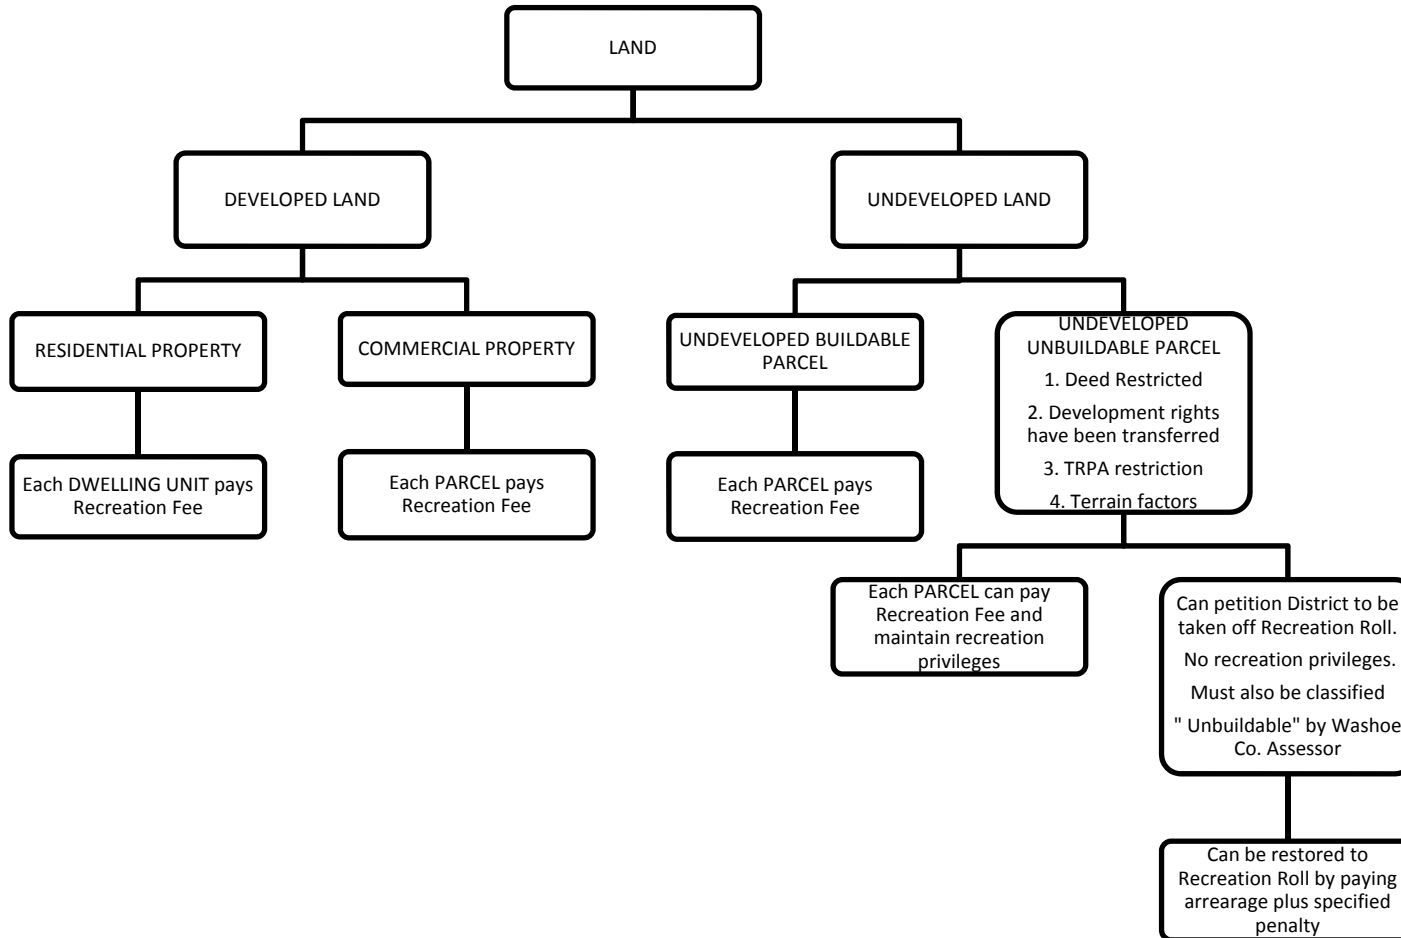 LAND
DEVELOPED LAND
UNDEVELOPED LAND
RESIDENTIAL PROPERTY
COMMERCIAL PROPERTY
UNDEVELOPED BUILDABLE
PARCEL
UNDEVELOPED
UNBUILDABLE PARCEL
1. Deed Restricted
2. Development rights
have been transferred
3. TRPA restriction
4. Terrain factors
Each DWELLING UNIT pays
Recreation Fee
Each PARCEL pays
Recreation Fee
Each PARCEL pays
Recreation Fee
Each PARCEL can pay
Recreation Fee and
maintain recreation
privileges
Can petition District to be
taken off Recreation Roll.
No recreation privileges.
Must also be classified
" Unbuildable" by Washoe
Co. Assessor
Can be restored to
Recreation Roll by paying
arrearage plus specified
penalty